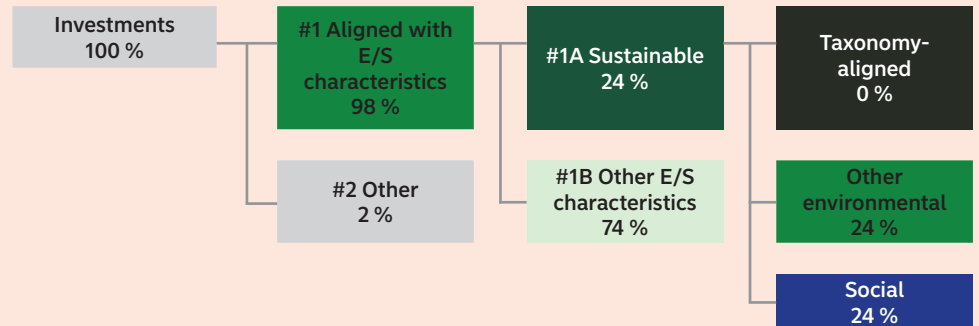 Investments
100 %
#1 Aligned with
E/S
characteristics
98 %
#2 Other
2 %
#1A Sustainable
24 %
#1B Other E/S
characteristics
74 %
Taxonomy-
aligned
0 %
Other
environmental
24 %
Social
24 %